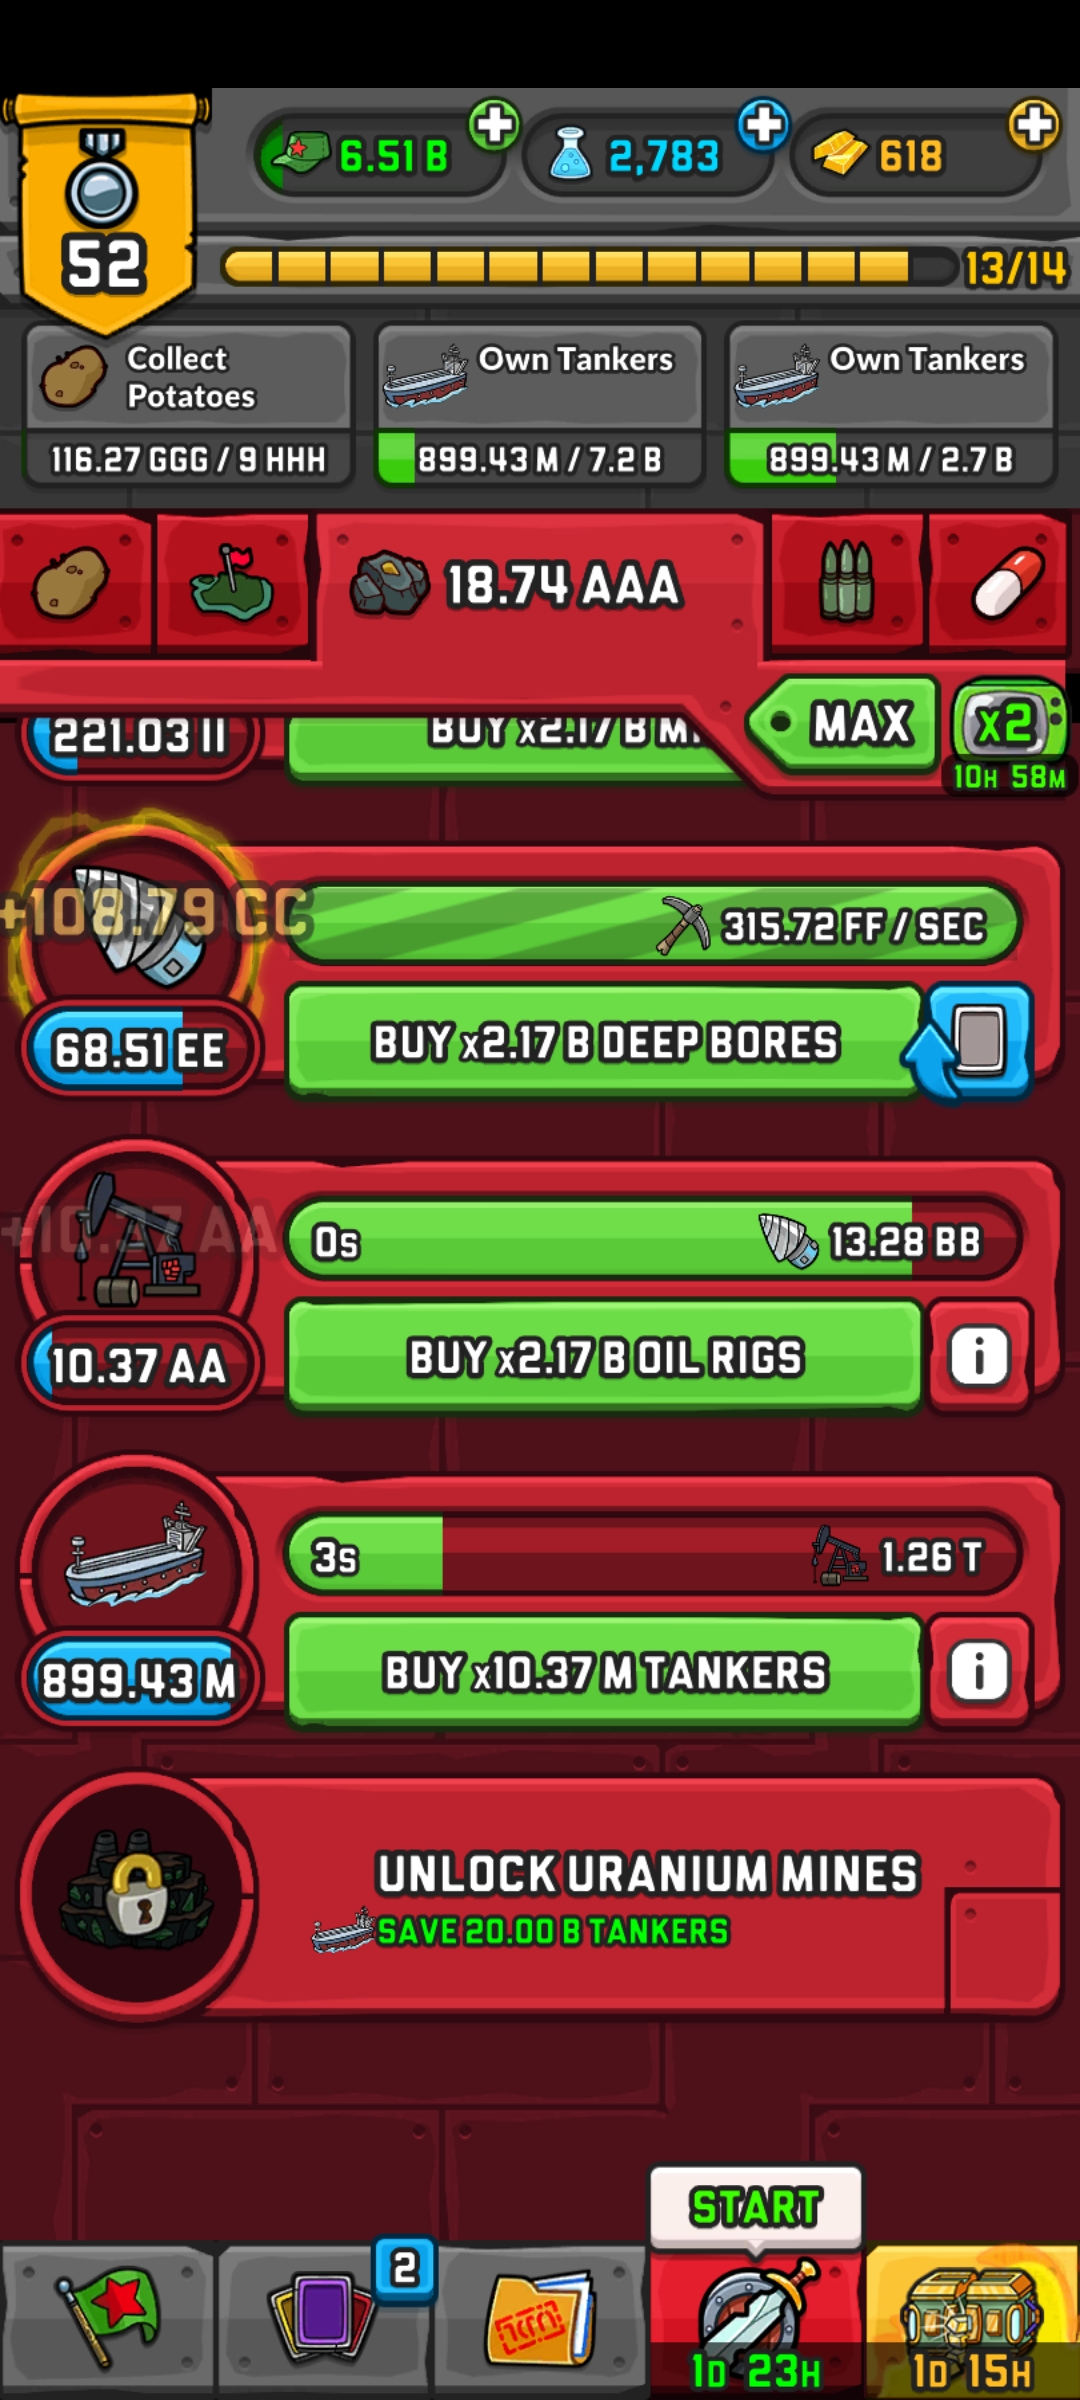 6.51 B
2,783
618
52
13/14
Collect
Potatoes
Own Tankers
Own Tankers
116.27 GGG / 9 HHH
899.43 M / 7.2 B
899.43 M / 2.7 B
18.74 AAA
MAX
x2
10H 58M
221.03 II
BUY x2.17 B
+108.79 CC
315.72 FF / SEC
68.51 EE
BUY x2.17 B DEEP BORES
+10.37 AA
0s
13.28 BB
10.37 AA
BUY x2.17 B OIL RIGS
3s
1.26 T
899.43 M
BUY x10.37 M TANKERS
UNLOCK URANIUM MINES
SAVE 20.00 B TANKERS
START
2
1D 23H
1D 15H